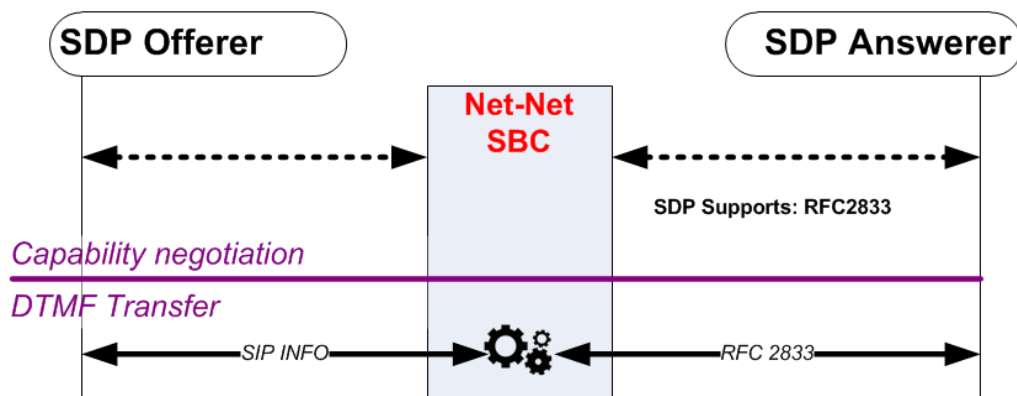 SDP Offerer
SDP Answerer
Net-Net
SBC
SDP Supports: RFC2833
Capability negotiation
DTMF Transfer
SIP INFO
RFC 2833